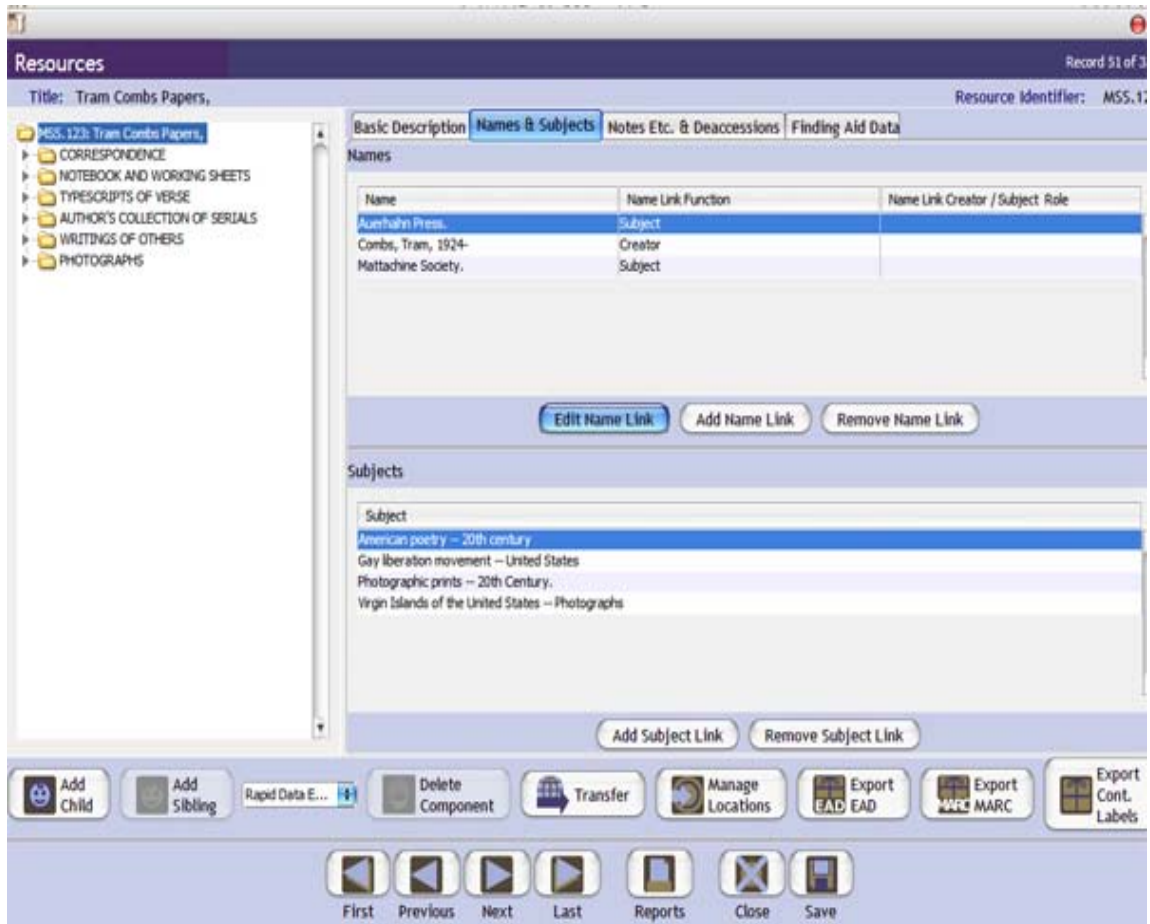 Resources
Record 51 of 3
Title: Tram Combs Papers,
Resource Identifier: MSS.12
MSS. 123: Tram Combs Papers,
CORRESPONDENCE
NOTEBOOK AND WORKING SHEETS
TYPESCRIPTS OF VERSE
AUTHOR'S COLLECTION OF SERIALS
WRITINGS OF OTHERS
PHOTOGRAPHS
Basic Description Names & Subjects Notes Etc. & Deaccessions Finding Aid Data
Names
Name Name Link Function Name Link Creator / Subject Role
Auerhahn Press. Subject
Combs, Tram, 1924- Creator
Mattachine Society. Subject
Edit Name Link Add Name Link Remove Name Link
Subjects
Subject
American poetry -- 20th century
Gay liberation movement -- United States
Photographic prints -- 20th Century.
Virgin Islands of the United States -- Photographs
Add Subject Link Remove Subject Link
Add Child
Add Sibling
Rapid Data E...
Delete Component
Transfer
Manage Locations
EAD Export EAD
MARC Export MARC
Export Cont. Labels
First Previous Next Last Reports Close Save